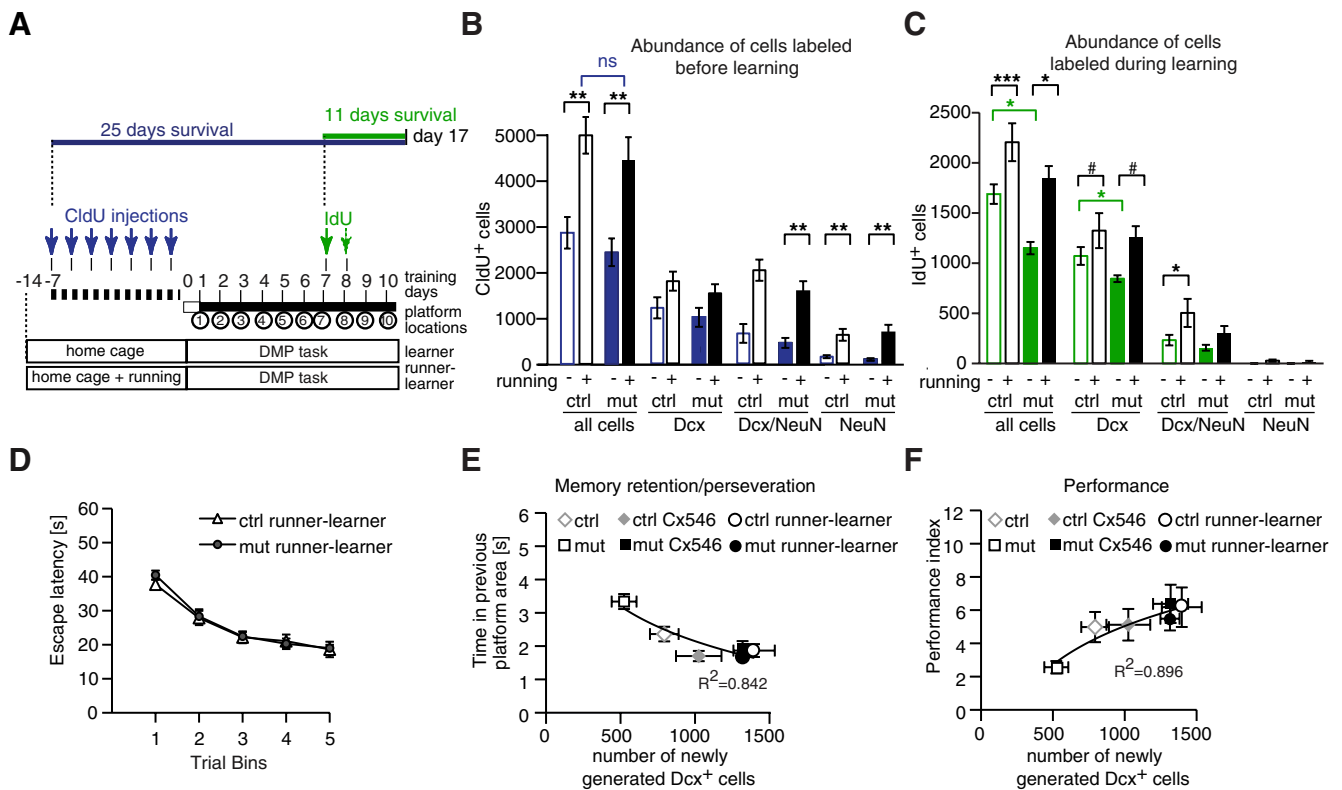 A
25 days survival
11 days survival
day 17
CldU injections
IdU
-14 -7 0 1 2 3 4 5 6 7 8 9 10 training days
1 2 3 4 5 6 7 8 9 10 platform locations
home cage DMP task learner
home cage + running DMP task runner-learner
B
Abundance of cells labeled
before learning
ns
** **
** ** **
CldU+ cells
5000
4000
3000
2000
1000
0
running - + - + - + - + - + - + - + - +
ctrl mut ctrl mut ctrl mut ctrl mut
all cells Dcx Dcx/NeuN NeuN
C
Abundance of cells
labeled during learning
*** *
*
# #
*
*
IdU+ cells
2500
2000
1500
1000
500
0
running - + - + - + - + - + - + - + - +
ctrl mut ctrl mut ctrl mut ctrl mut
all cells Dcx Dcx/NeuN NeuN
D
Escape latency [s]
60
50
40
30
20
10
0
ctrl runner-learner
mut runner-learner
1 2 3 4 5
Trial Bins
E
Memory retention/perseveration
ctrl ctrl Cx546 ctrl runner-learner
mut mut Cx546 mut runner-learner
Time in previous
platform area [s]
6
5
4
3
2
1
0
R2=0.842
0 500 1000 1500
number of newly
generated Dcx+ cells
F
Performance
ctrl ctrl Cx546 ctrl runner-learner
mut mut Cx546 mut runner-learner
Performance index
12
10
8
6
4
2
0
R2=0.896
0 500 1000 1500
number of newly
generated Dcx+ cells